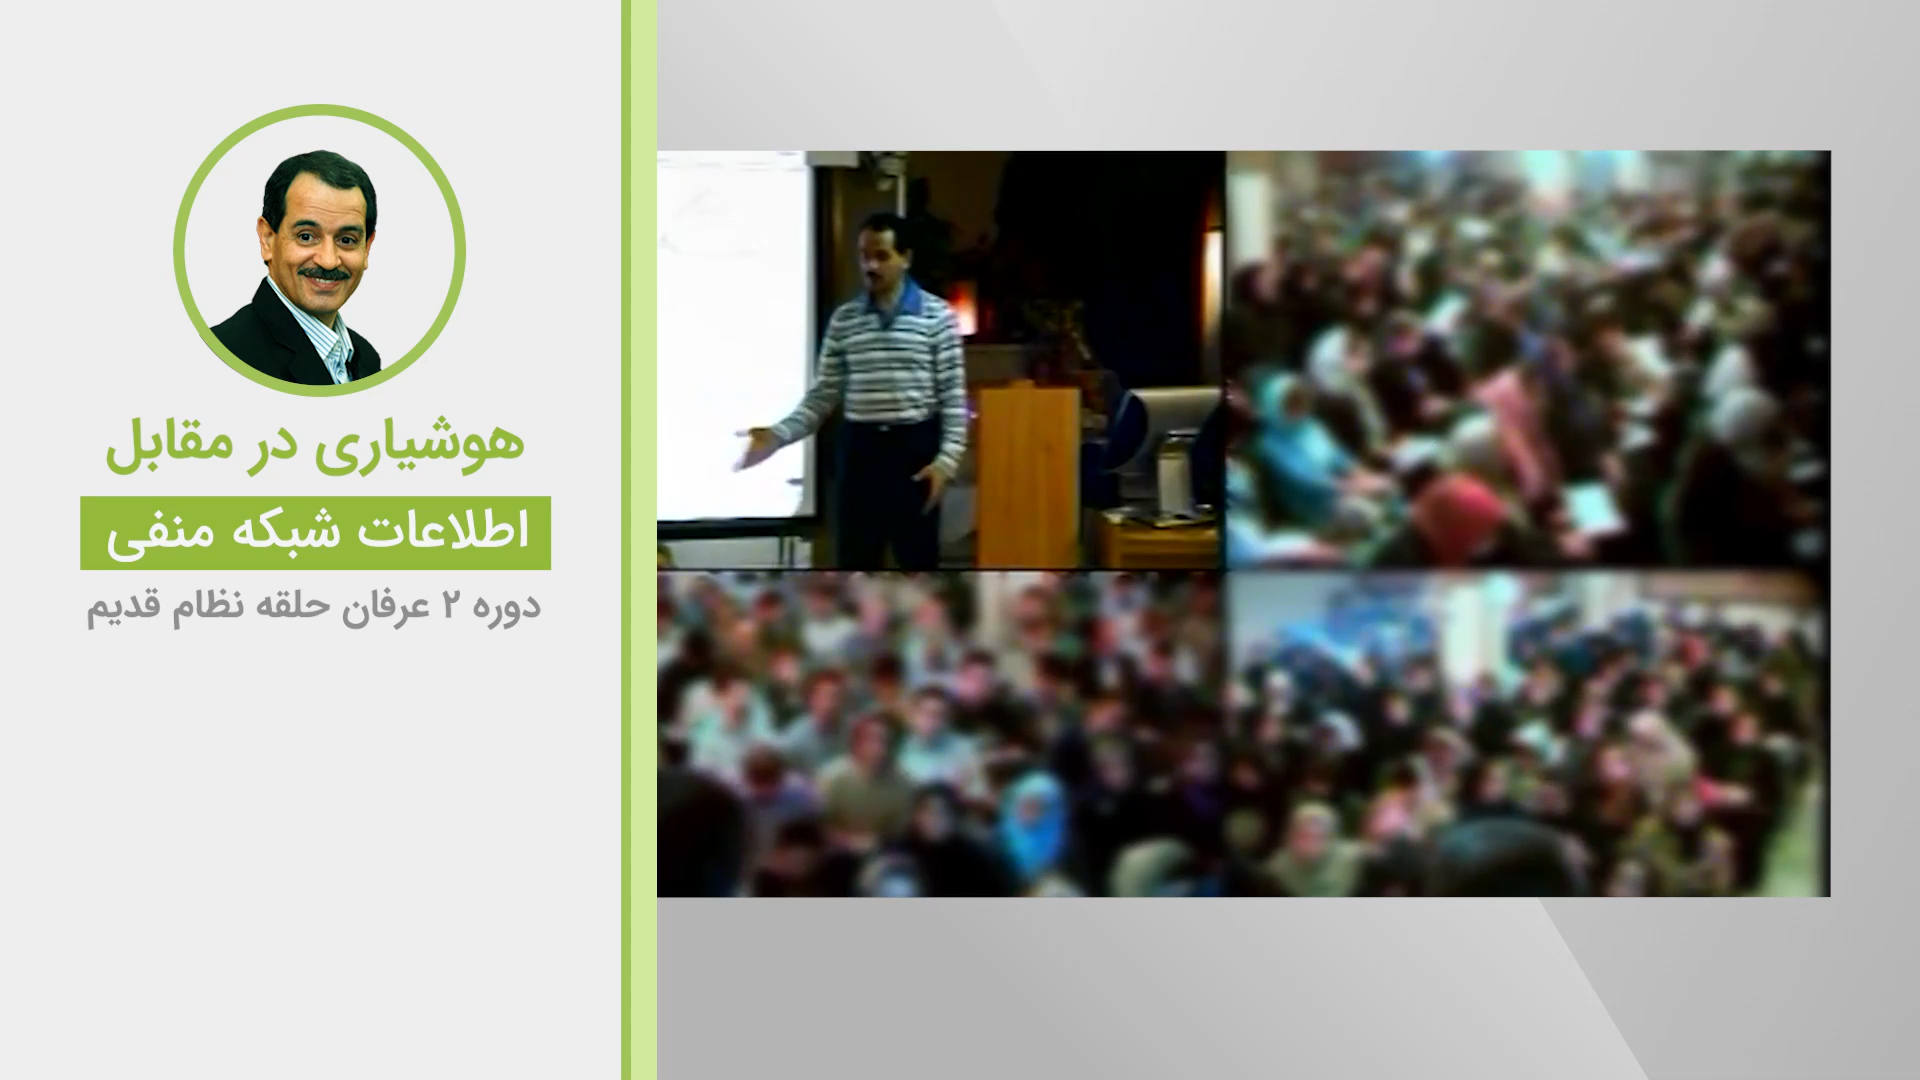 هوشیاری در مقابل
اطلاعات شبکه منفی
دوره ۲ عرفان حلقه نظام قدیم